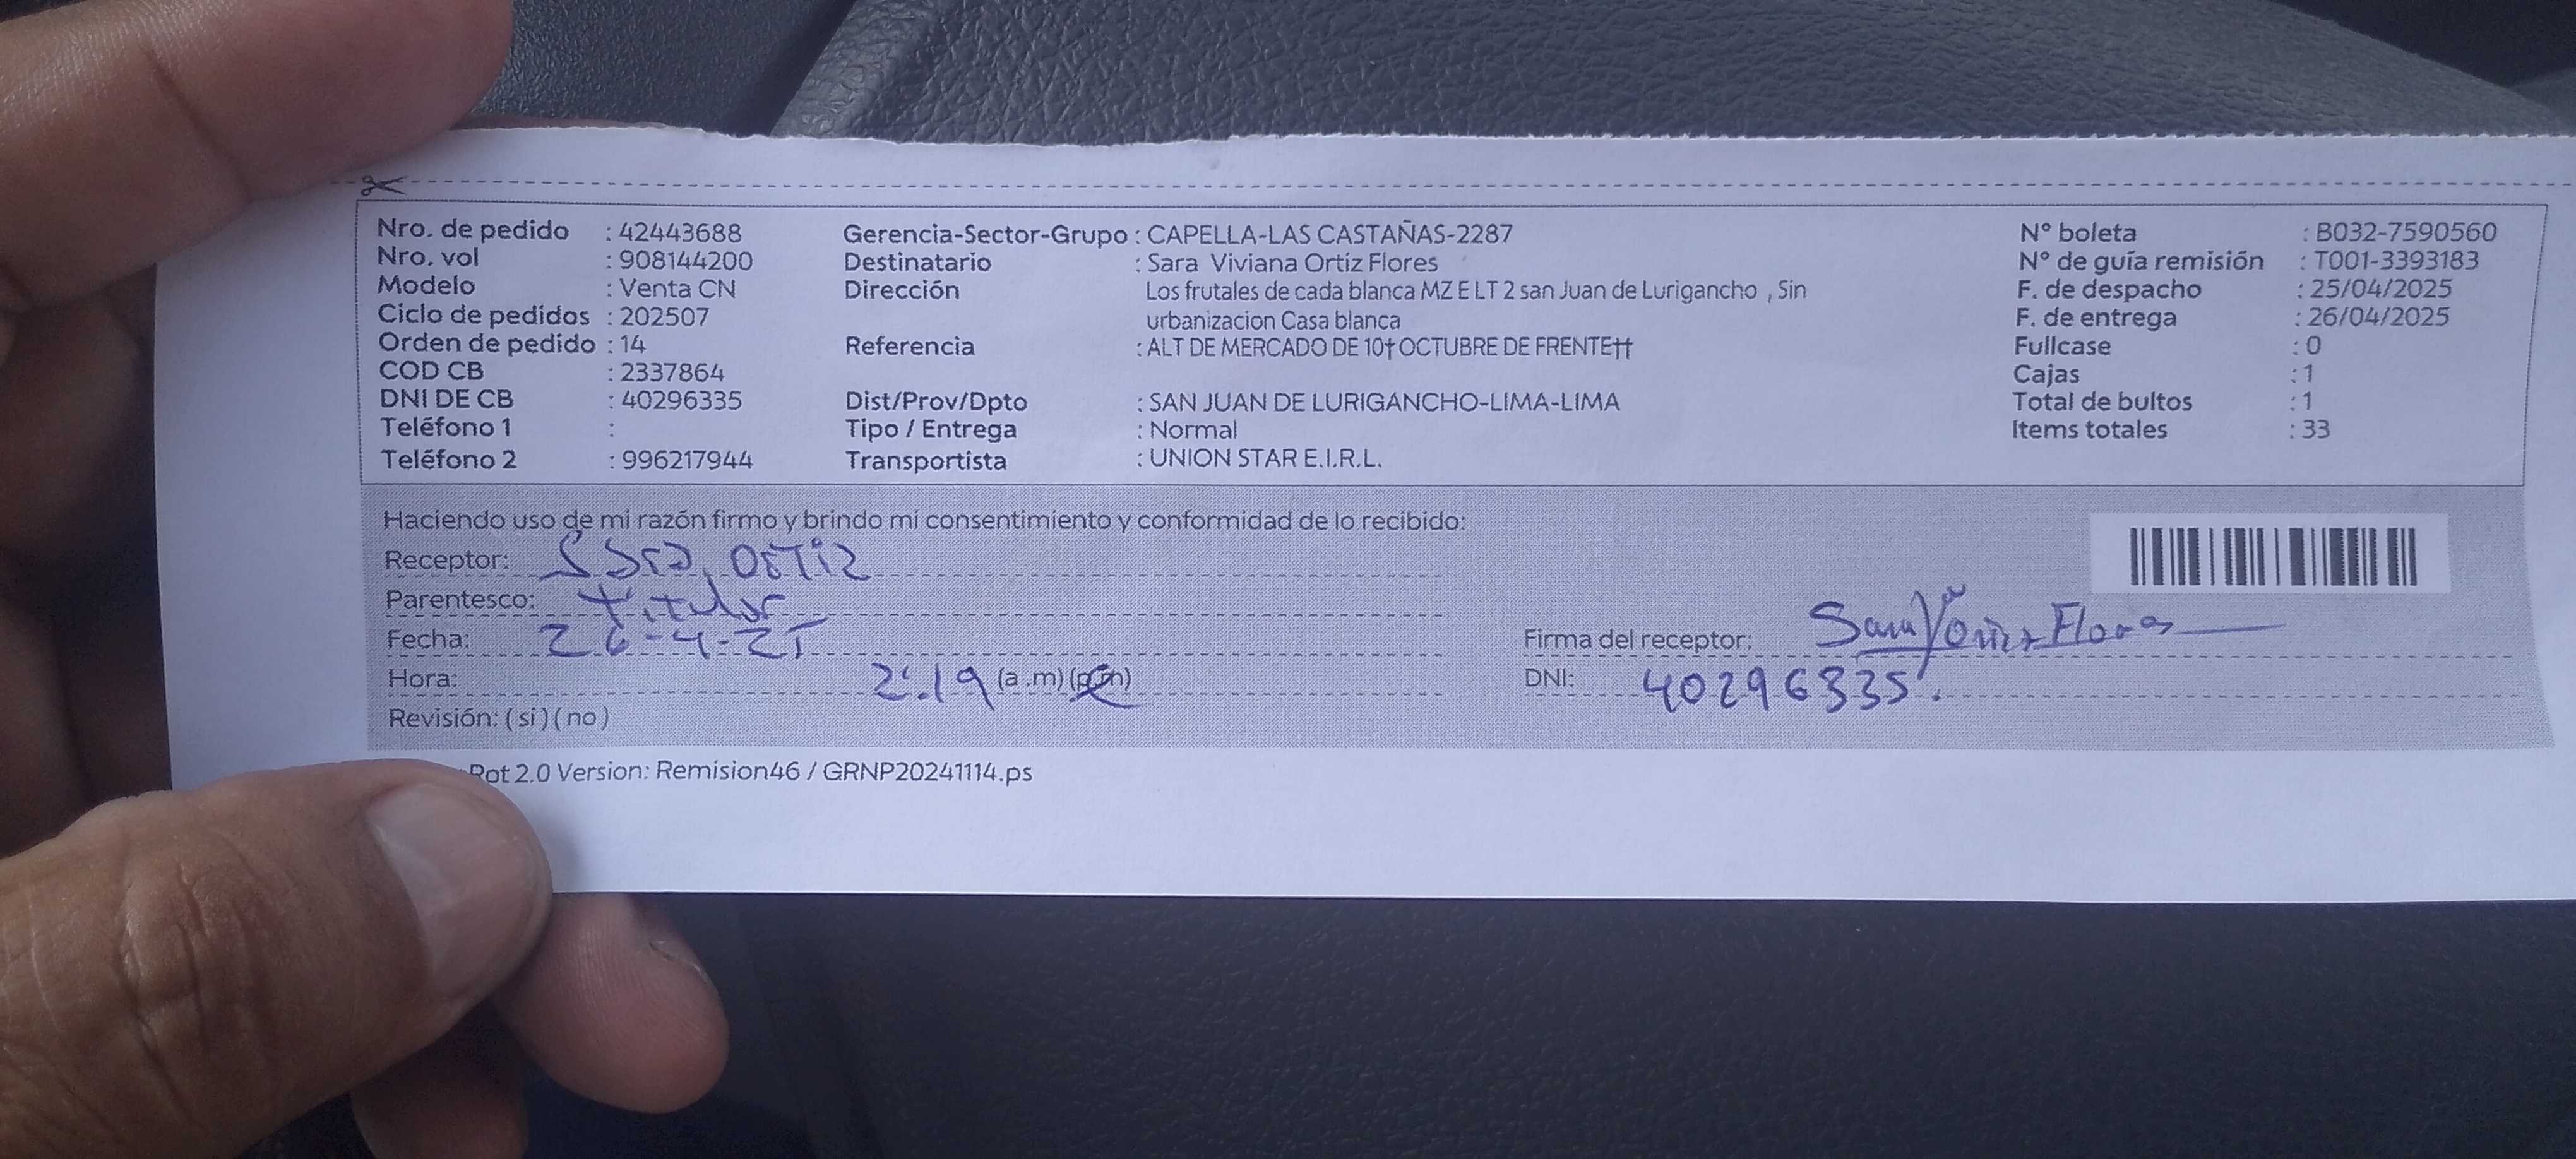 Nro. de pedido : 42443688
Nro. vol : 908144200
Modelo : Venta CN
Ciclo de pedidos : 202507
Orden de pedido : 14
COD CB : 2337864
DNI DE CB : 40296335
Teléfono 1 :
Teléfono 2 : 996217944
Gerencia-Sector-Grupo : CAPELLA-LAS CASTAÑAS-2287
Destinatario : Sara Viviana Ortiz Flores
Dirección Los frutales de cada blanca MZ E LT 2 san Juan de Lurigancho , Sin
urbanizacion Casa blanca
Referencia : ALT DE MERCADO DE 10† OCTUBRE DE FRENTE††
Dist/Prov/Dpto : SAN JUAN DE LURIGANCHO-LIMA-LIMA
Tipo / Entrega : Normal
Transportista : UNION STAR E.I.R.L.
N° boleta : B032-7590560
N° de guía remisión : T001-3393183
F. de despacho : 25/04/2025
F. de entrega : 26/04/2025
Fullcase : 0
Cajas : 1
Total de bultos : 1
Items totales : 33
Haciendo uso de mi razón firmo y brindo mi consentimiento y conformidad de lo recibido:
Receptor: Sara Ortiz
Parentesco: titular
Fecha: 26-4-25
Hora: 2:19 (a.m) (p.m)
Revisión: (si) (no)
Firma del receptor: Flores
DNI: 40296335.
Rot 2.0 Version: Remision46 / GRNP20241114.ps